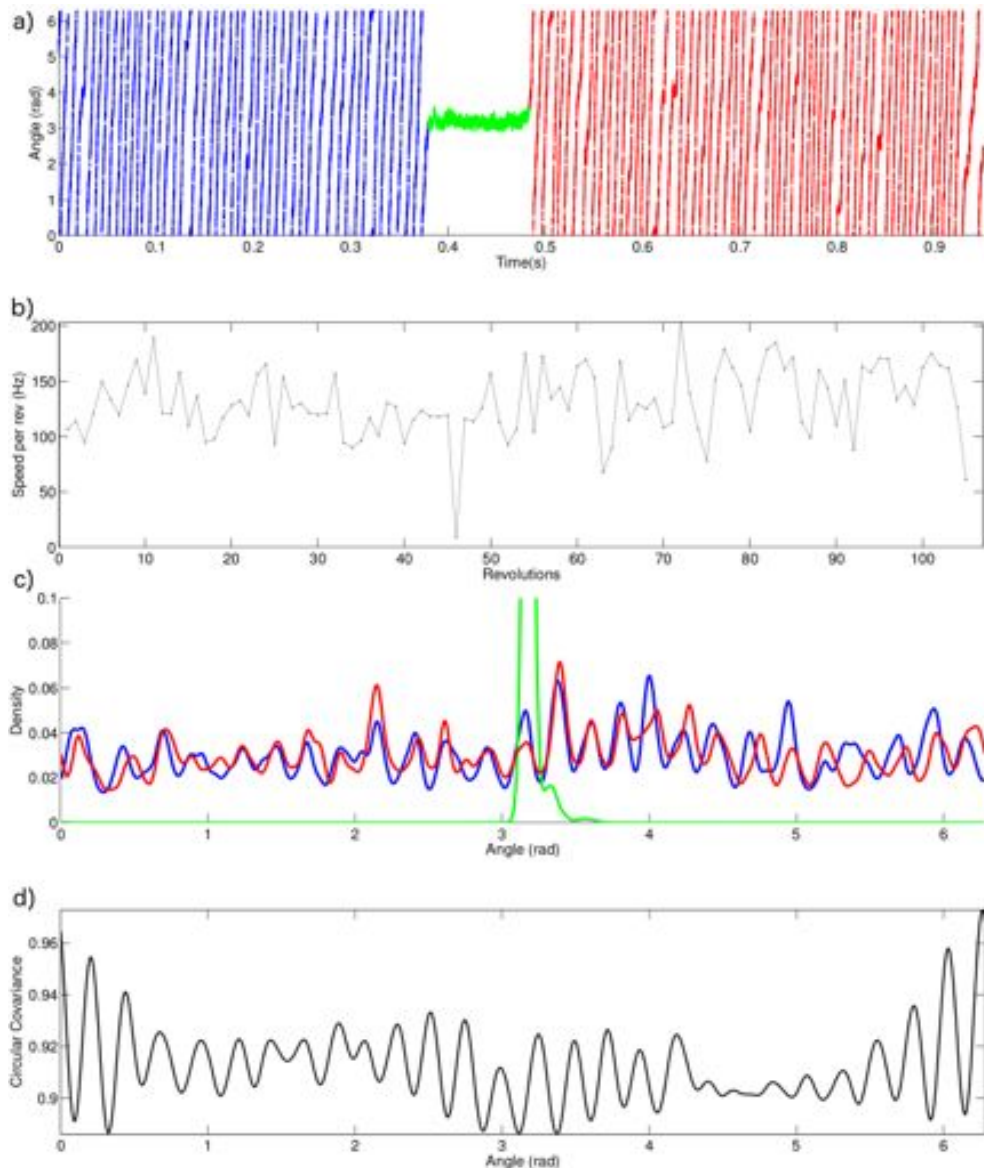 a)
Angle (rad)
6
5
4
3
2
1
0
0 0.1 0.2 0.3 0.4 0.5 0.6 0.7 0.8 0.9
Time(s)
b)
Speed per rev (Hz)
200
150
100
50
0
0 10 20 30 40 50 60 70 80 90 100
Revolutions
c)
Density
0.1
0.08
0.06
0.04
0.02
0
0 1 2 3 4 5 6
Angle (rad)
d)
Circular Covariance
0.96
0.94
0.92
0.9
0 1 2 3 4 5 6
Angle (rad)